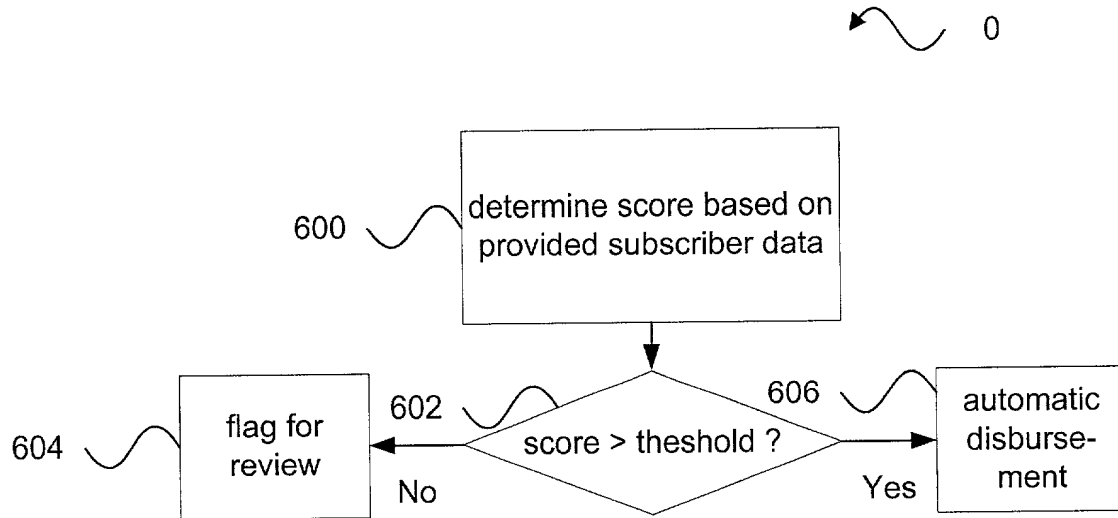 0
600
determine score based on
provided subscriber data
602
606
604
flag for
review
score > theshold ?
automatic
disburse-
ment
No
Yes